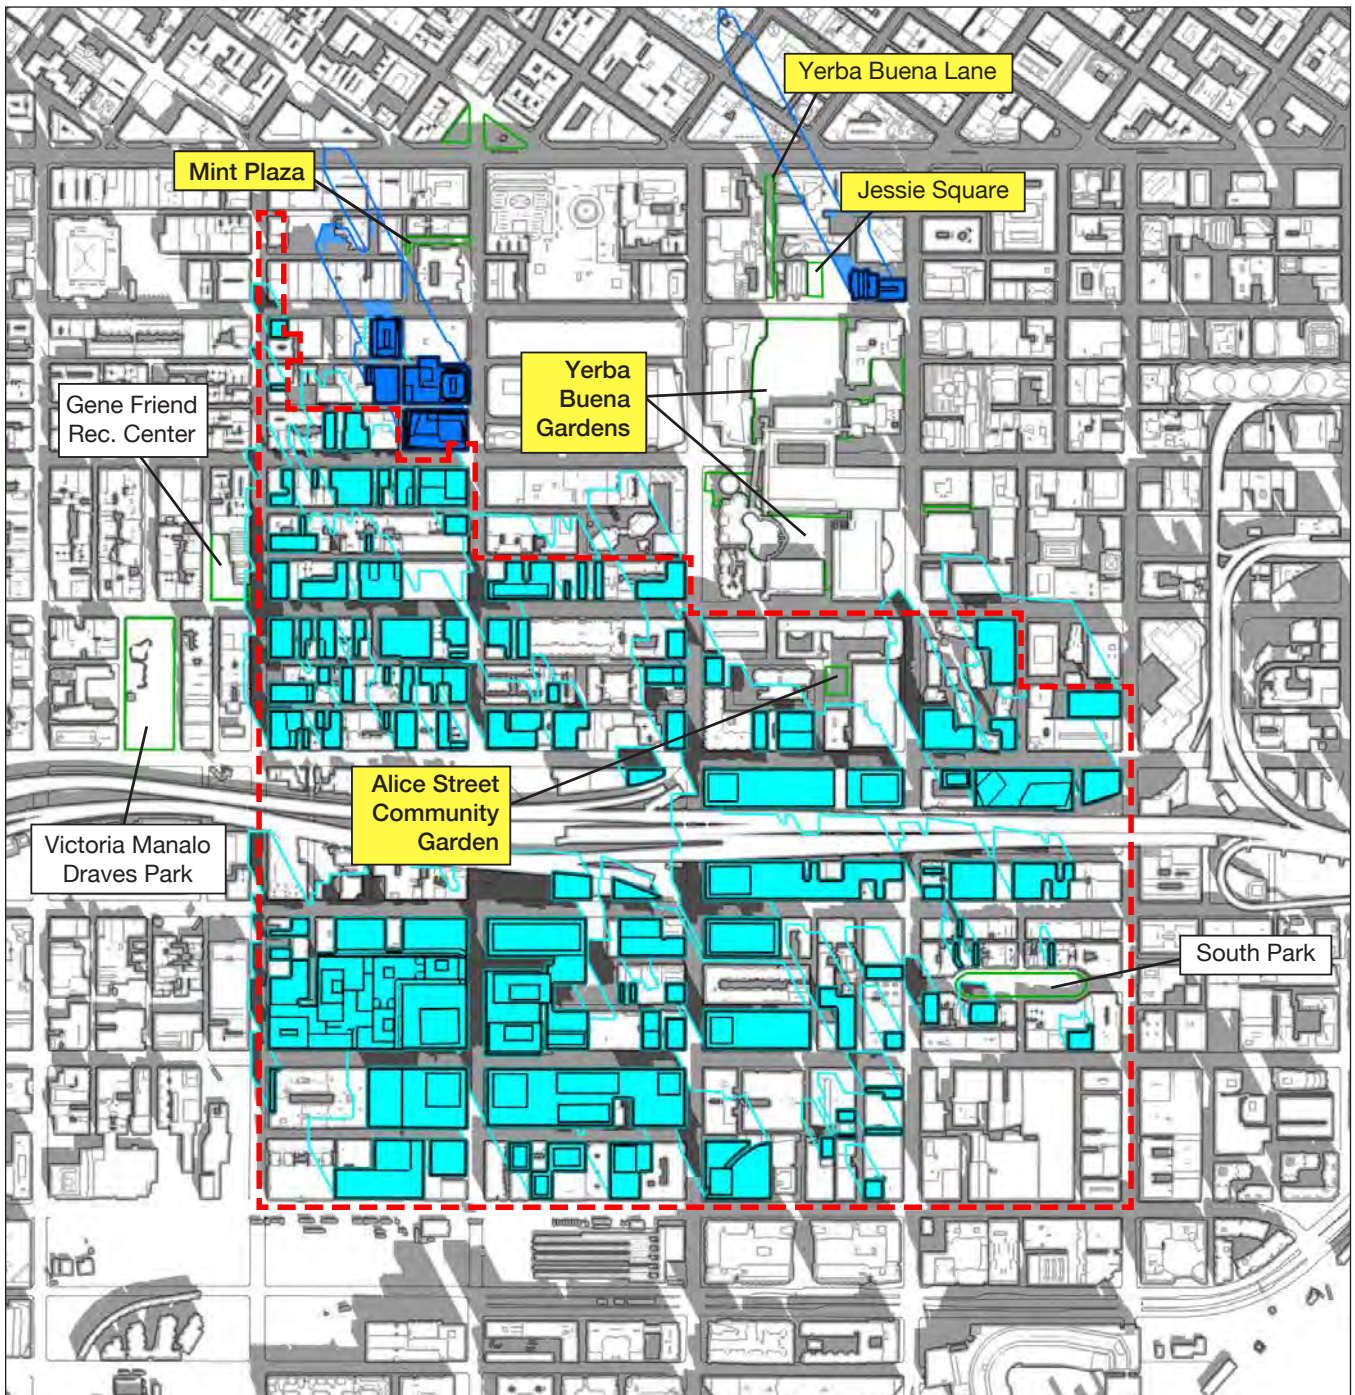 Yerba Buena Lane
Mint Plaza
Jessie Square
Yerba
Buena
Gardens
Gene Friend
Rec. Center
Alice Street
Community
Garden
Victoria Manalo
Draves Park
South Park